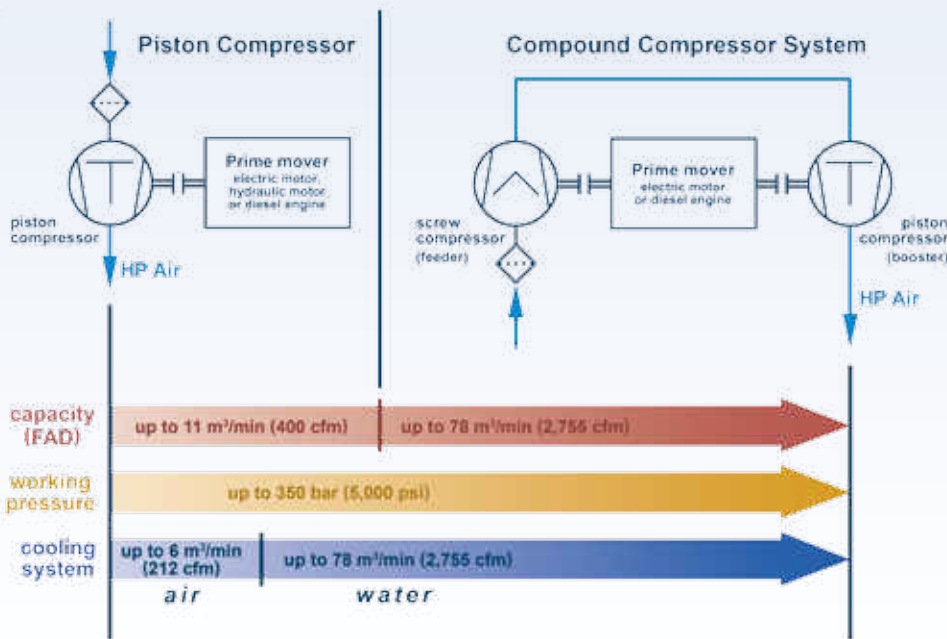 Piston Compressor
Prime mover
electric motor,
hydraulic motor
or diesel engine
piston
compressor
HP Air
Compound Compressor System
Prime mover
electric motor
or diesel engine
screw
compressor
(feeder)
piston
compressor
(booster)
HP Air
capacity
(FAD)
up to 11 m³/min (400 cfm)
up to 78 m³/min (2,755 cfm)
working
pressure
up to 350 bar (5,000 psi)
cooling
system
up to 6 m³/min
(212 cfm)
up to 78 m³/min (2,755 cfm)
air
water